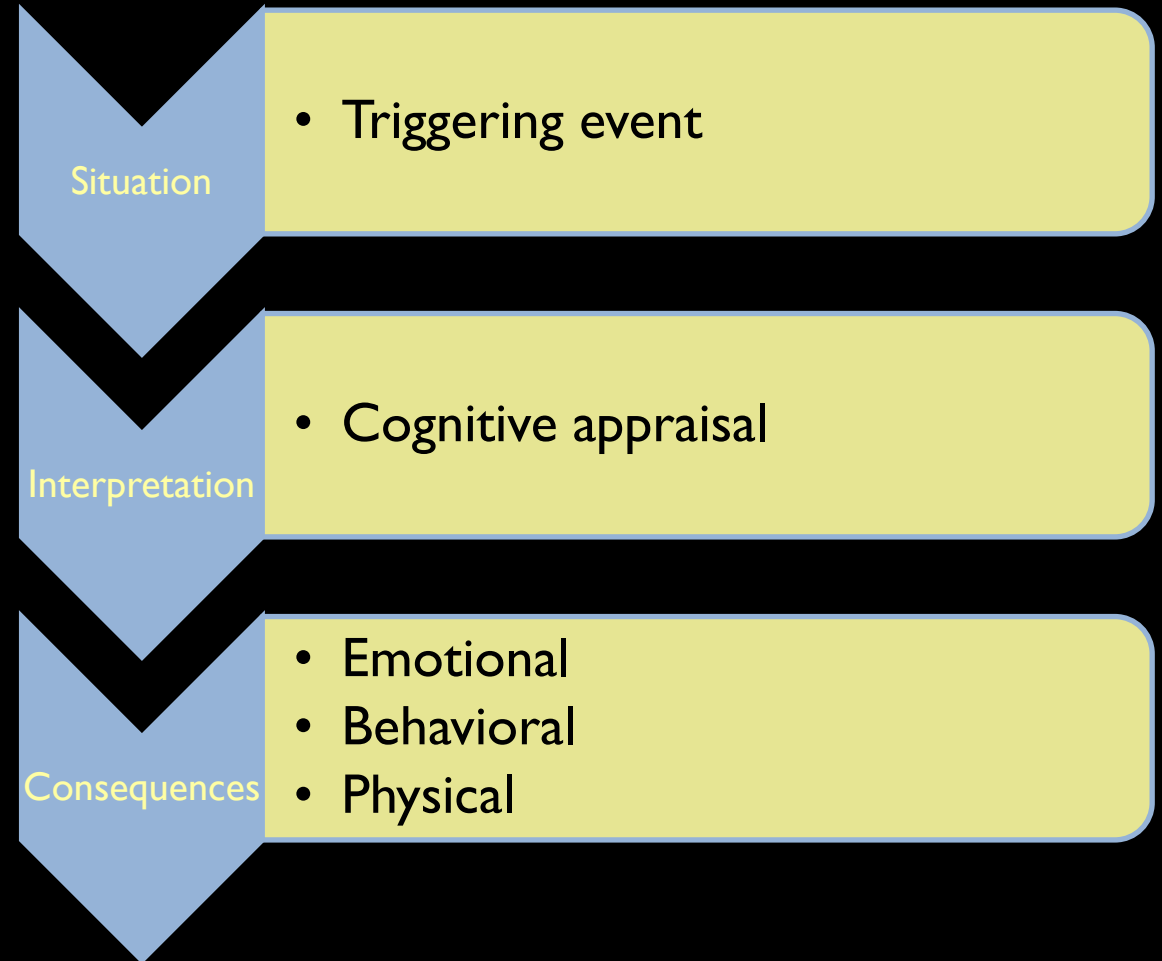 Situation
• Triggering event
Interpretation
• Cognitive appraisal
Consequences
• Emotional
• Behavioral
• Physical